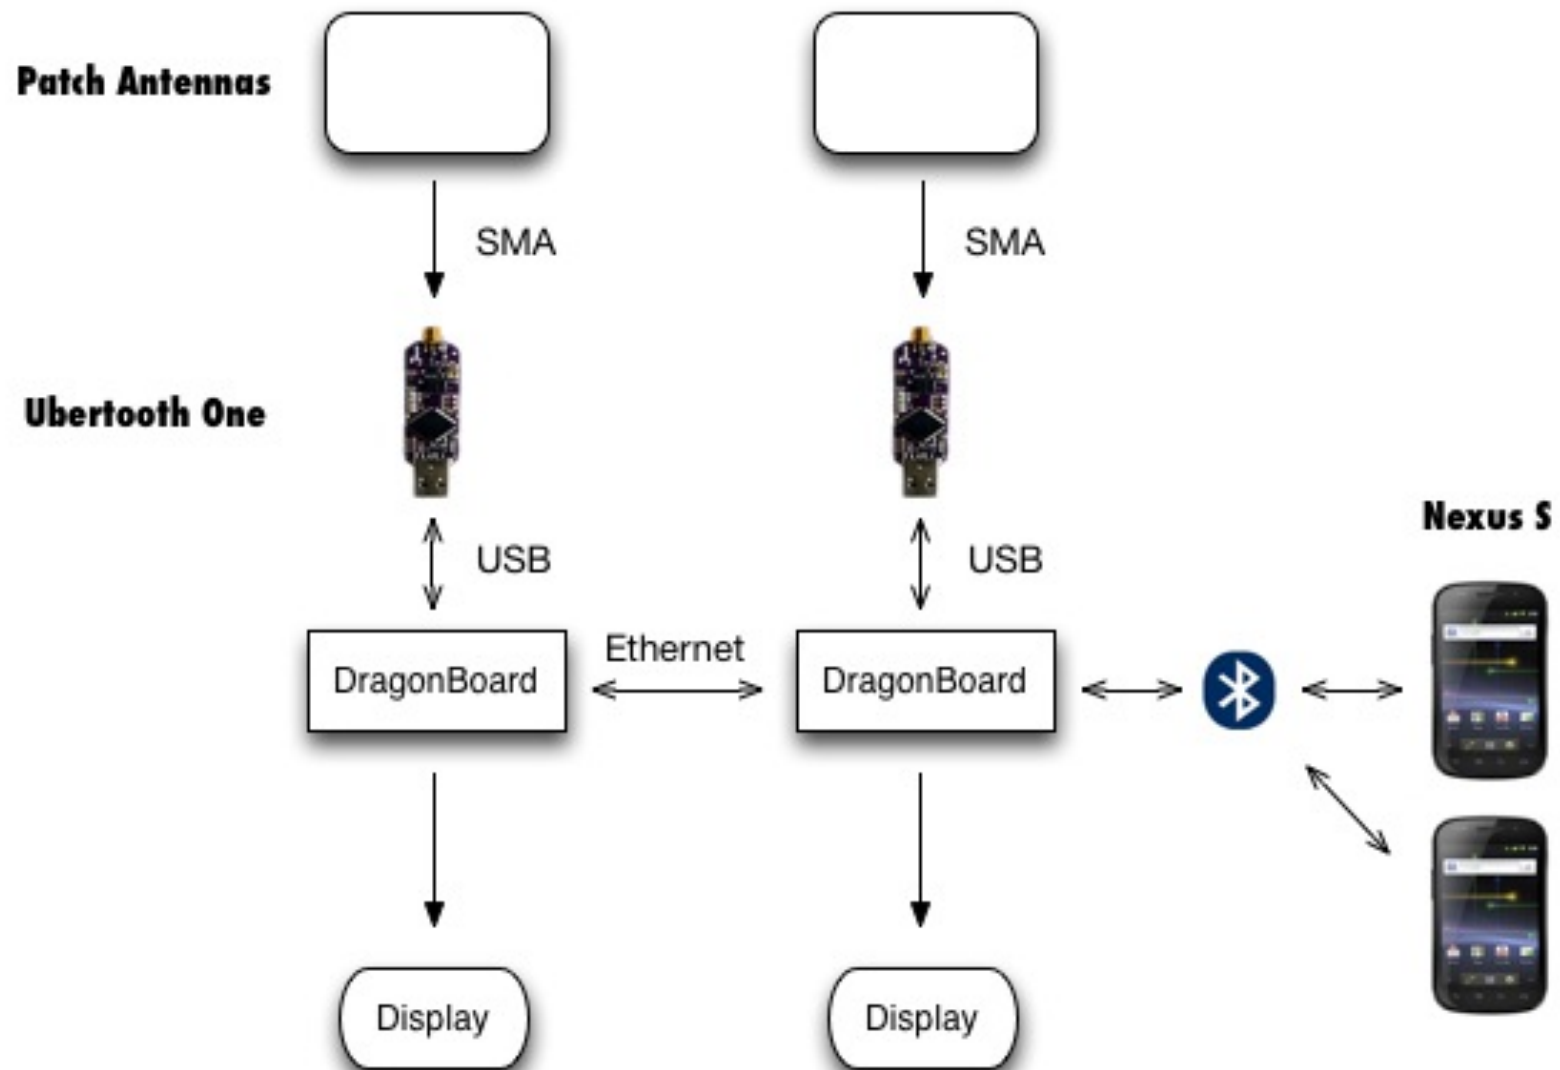 Patch Antennas
SMA
SMA
Ubertooth One
USB
USB
Nexus S
DragonBoard
Ethernet
DragonBoard
Display
Display